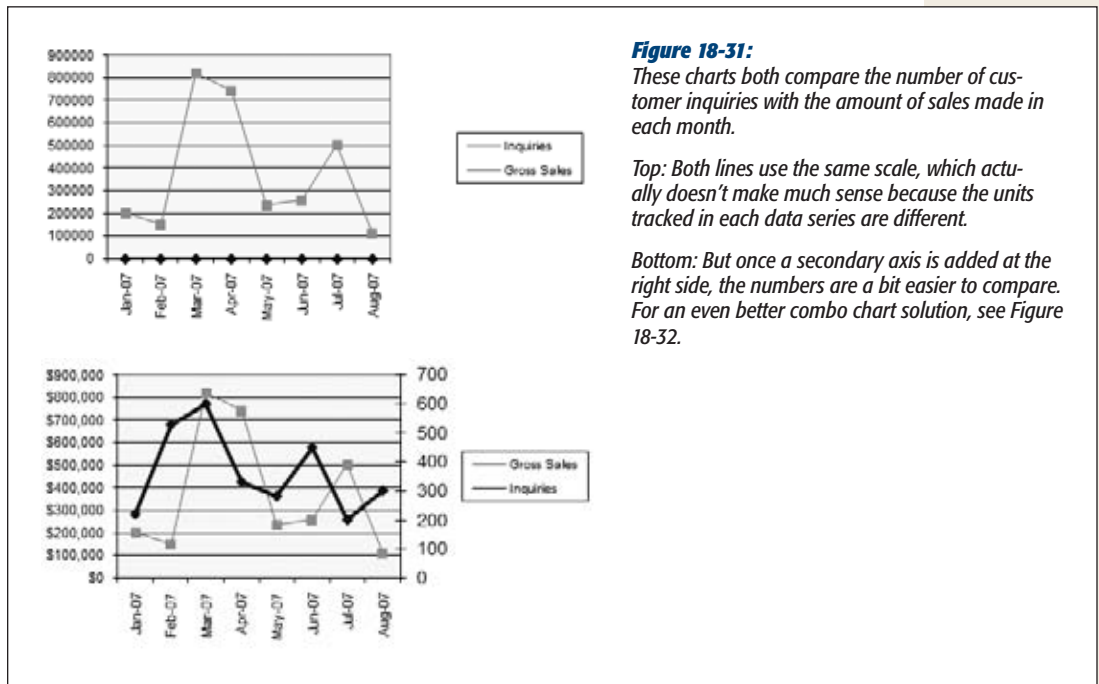 900000
800000
700000
600000
500000
400000
300000
200000
100000
0
Jan-07
Feb-07
Mar-07
Apr-07
May-07
Jun-07
Jul-07
Aug-07
Inquiries
Gross Sales
$900,000
$800,000
$700,000
$600,000
$500,000
$400,000
$300,000
$200,000
$100,000
$0
700
600
500
400
300
200
100
0
Jan-07
Feb-07
Mar-07
Apr-07
May-07
Jun-07
Jul-07
Aug-07
Gross Sales
Inquiries
Figure 18-31:
These charts both compare the number of cus-
tomer inquiries with the amount of sales made in
each month.
Top: Both lines use the same scale, which actu-
ally doesn't make much sense because the units
tracked in each data series are different.
Bottom: But once a secondary axis is added at the
right side, the numbers are a bit easier to compare.
For an even better combo chart solution, see Figure
18-32.